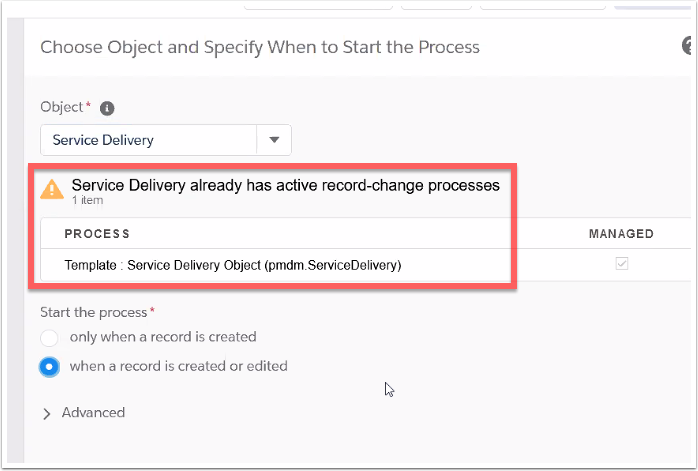 Choose Object and Specify When to Start the Process
Object*
Service Delivery
Service Delivery already has active record-change processes
1 item
PROCESS MANAGED
Template : Service Delivery Object (pmdm.ServiceDelivery)
Start the process*
only when a record is created
when a record is created or edited
Advanced